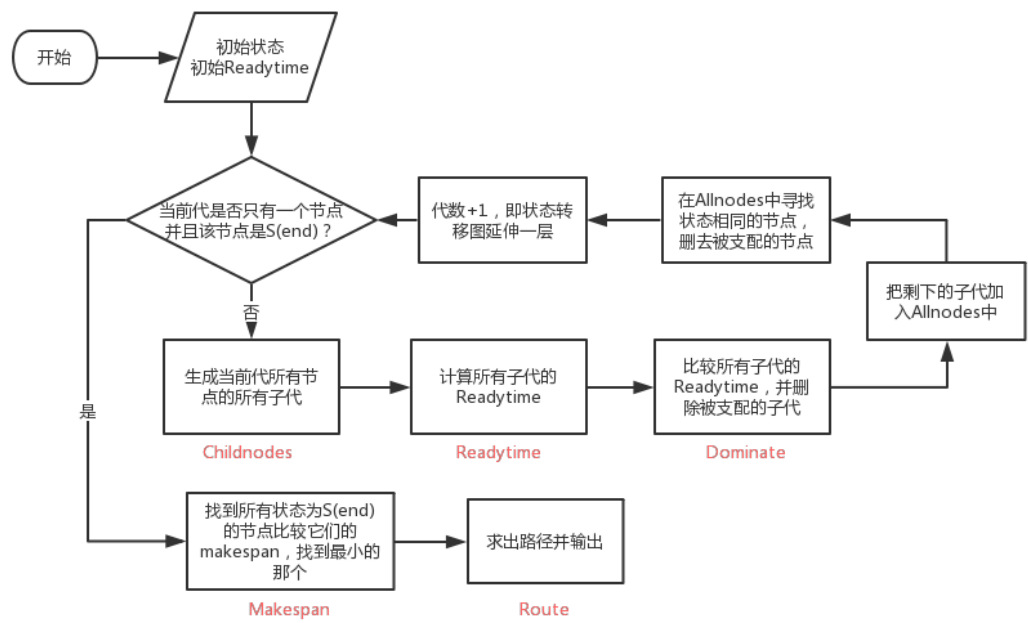 开始
初始状态
初始Readytime
当前代是否只有一个节点
并且该节点是S(end)？
代数+1，即状态转
移图延伸一层
在Allnodes中寻找
状态相同的节点，
删去被支配的节点
把剩下的子代加
入Allnodes中
否
是
生成当前代所有节
点的所有子代
Childnodes
计算所有子代的
Readytime
Readytime
比较所有子代的
Readytime，并删
除被支配的子代
Dominate
找到所有状态为S(end)
的节点比较它们的
makespan，找到最小的
那个
Makespan
求出路径并输出
Route